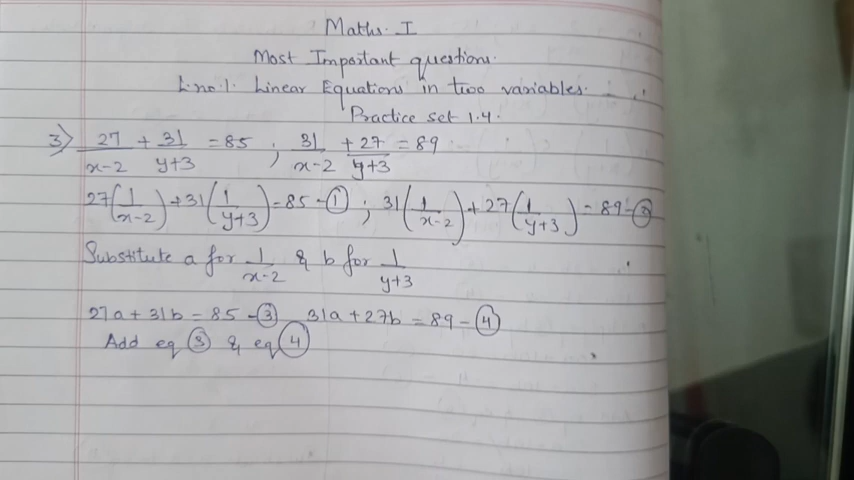 Maths. I
Most Important questions.
L.no.1. Linear Equations in two variables.
Practice set 1.4.
3) 27/(x-2) + 31/(y+3) = 85 ; 31/(x-2) + 27/(y+3) = 89
27(1/(x-2)) + 31(1/(y+3)) = 85 - ① ; 31(1/(x-2)) + 27(1/(y+3)) = 89 - ②
Substitute a for 1/(x-2) & b for 1/(y+3)
27a + 31b = 85 - ③ 31a + 27b = 89 - ④
Add eq ③ & eq ④